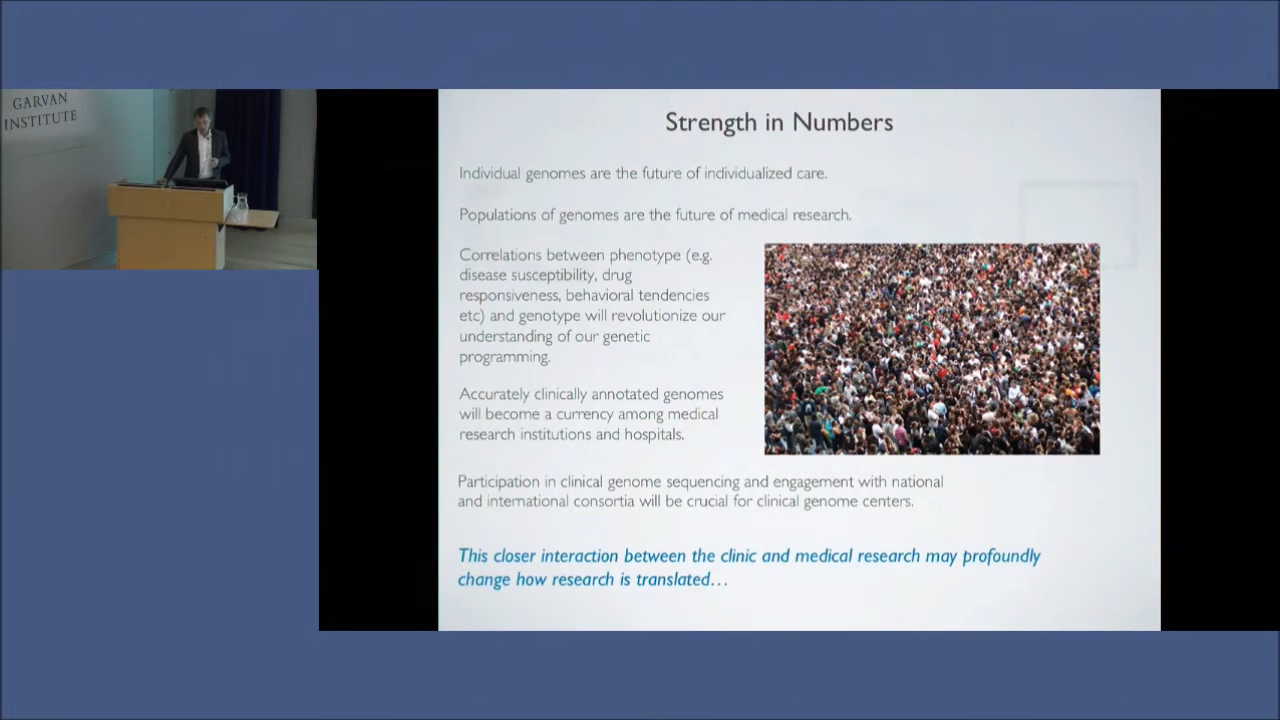 GARVAN
INSTITUTE
Strength in Numbers
Individual genomes are the future of individualized care.
Populations of genomes are the future of medical research.
Correlations between phenotype (e.g.
disease susceptibility, drug
responsiveness, behavioral tendencies
etc) and genotype will revolutionize our
understanding of our genetic
programming.
Accurately clinically annotated genomes
will become a currency among medical
research institutions and hospitals.
Participation in clinical genome sequencing and engagement with national
and international consortia will be crucial for clinical genome centers.
This closer interaction between the clinic and medical research may profoundly
change how research is translated…